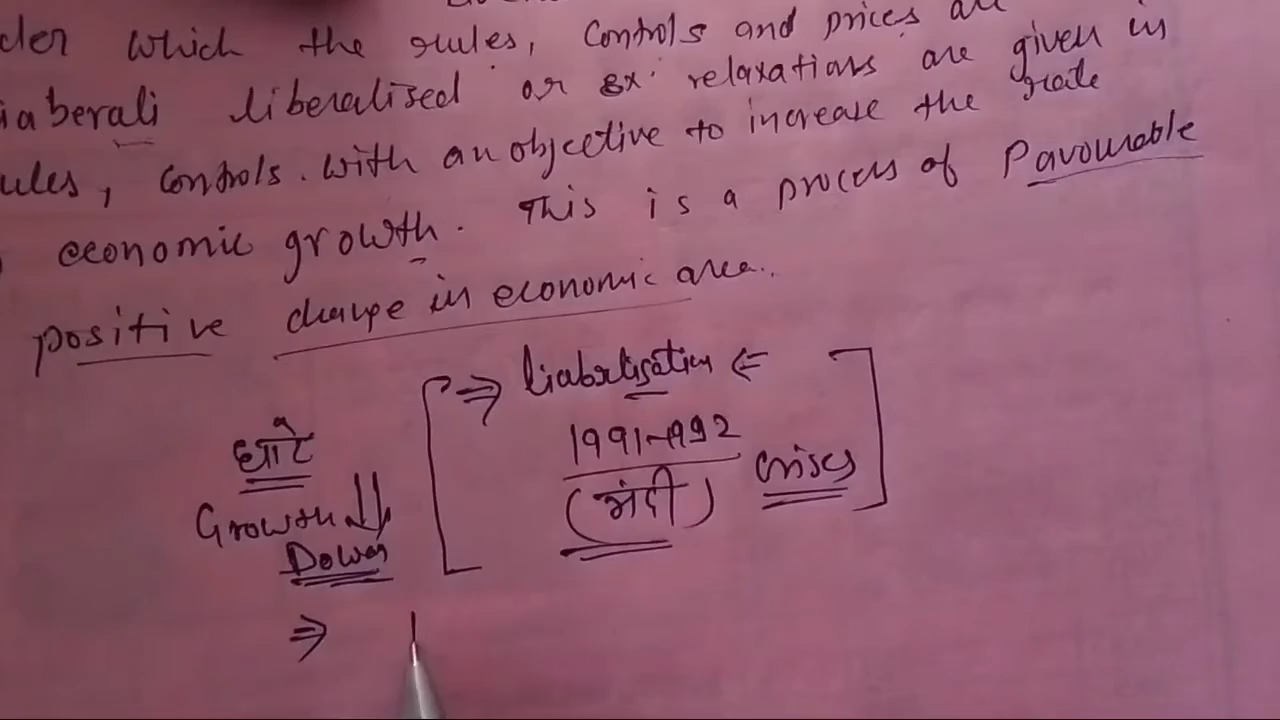 der which the rules, controls and prices are
iaberali liberalised or ex relaxations are given in
ules, controls. with an objective to increase the rate
economic growth. This is a process of Pavourable
positive change in economic area..
⇒ liabrlisation ⇐
1991-1992
घाटे
(मंदी) crises
Growth ⇓
Down
⇒